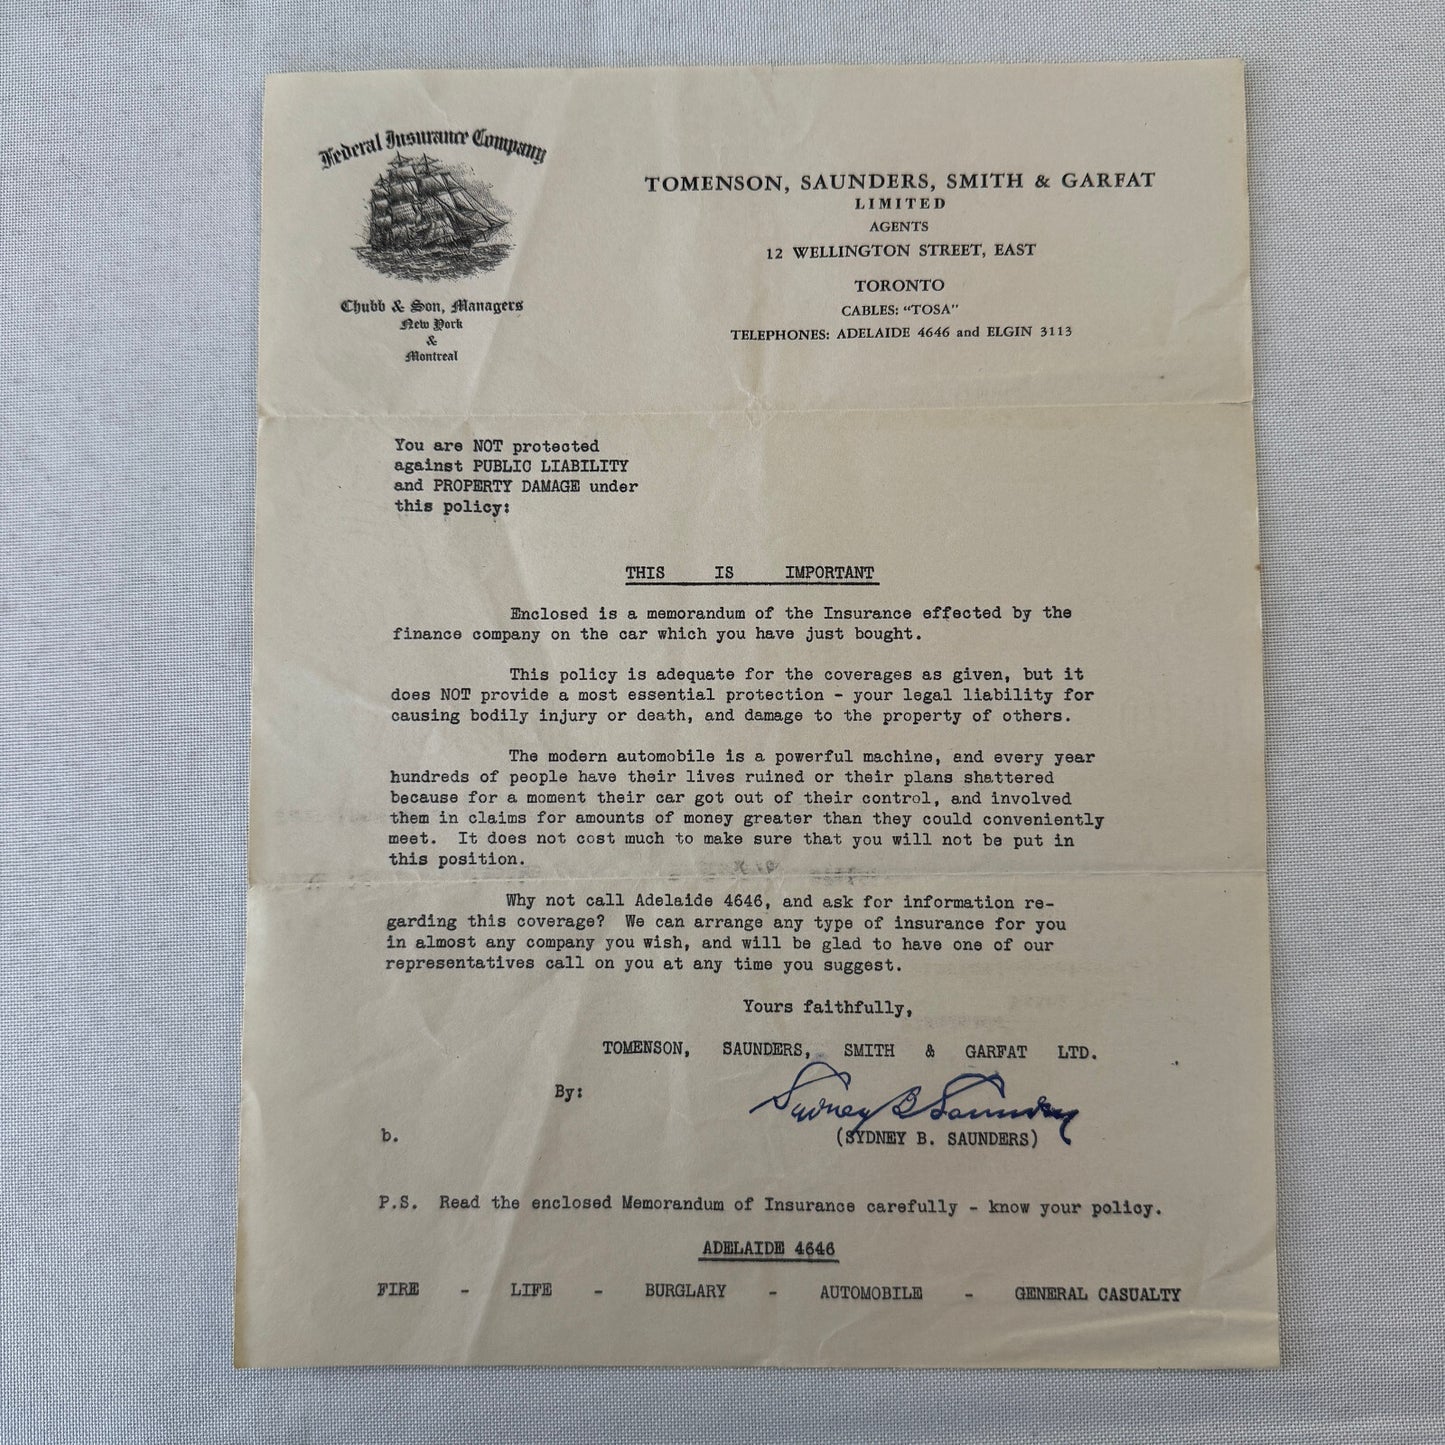 Federal Insurance Company
Chubb & Son, Managers
New York
&
Montreal
TOMENSON, SAUNDERS, SMITH & GARFAT
LIMITED
AGENTS
12 WELLINGTON STREET, EAST
TORONTO
CABLES: "TOSA"
TELEPHONES: ADELAIDE 4646 and ELGIN 3113
You are NOT protected
against PUBLIC LIABILITY
and PROPERTY DAMAGE under
this policy:
THIS IS IMPORTANT
Enclosed is a memorandum of the Insurance effected by the
finance company on the car which you have just bought.
This policy is adequate for the coverages as given, but it
does NOT provide a most essential protection - your legal liability for
causing bodily injury or death, and damage to the property of others.
The modern automobile is a powerful machine, and every year
hundreds of people have their lives ruined or their plans shattered
because for a moment their car got out of their control, and involved
them in claims for amounts of money greater than they could conveniently
meet. It does not cost much to make sure that you will not be put in
this position.
Why not call Adelaide 4646, and ask for information re-
garding this coverage? We can arrange any type of insurance for you
in almost any company you wish, and will be glad to have one of our
representatives call on you at any time you suggest.
Yours faithfully,
TOMENSON, SAUNDERS, SMITH & GARFAT LTD.
By:
Sydney B Saunders
b.
(SYDNEY B. SAUNDERS)
P.S. Read the enclosed Memorandum of Insurance carefully - know your policy.
ADELAIDE 4646
FIRE - LIFE - BURGLARY - AUTOMOBILE - GENERAL CASUALTY